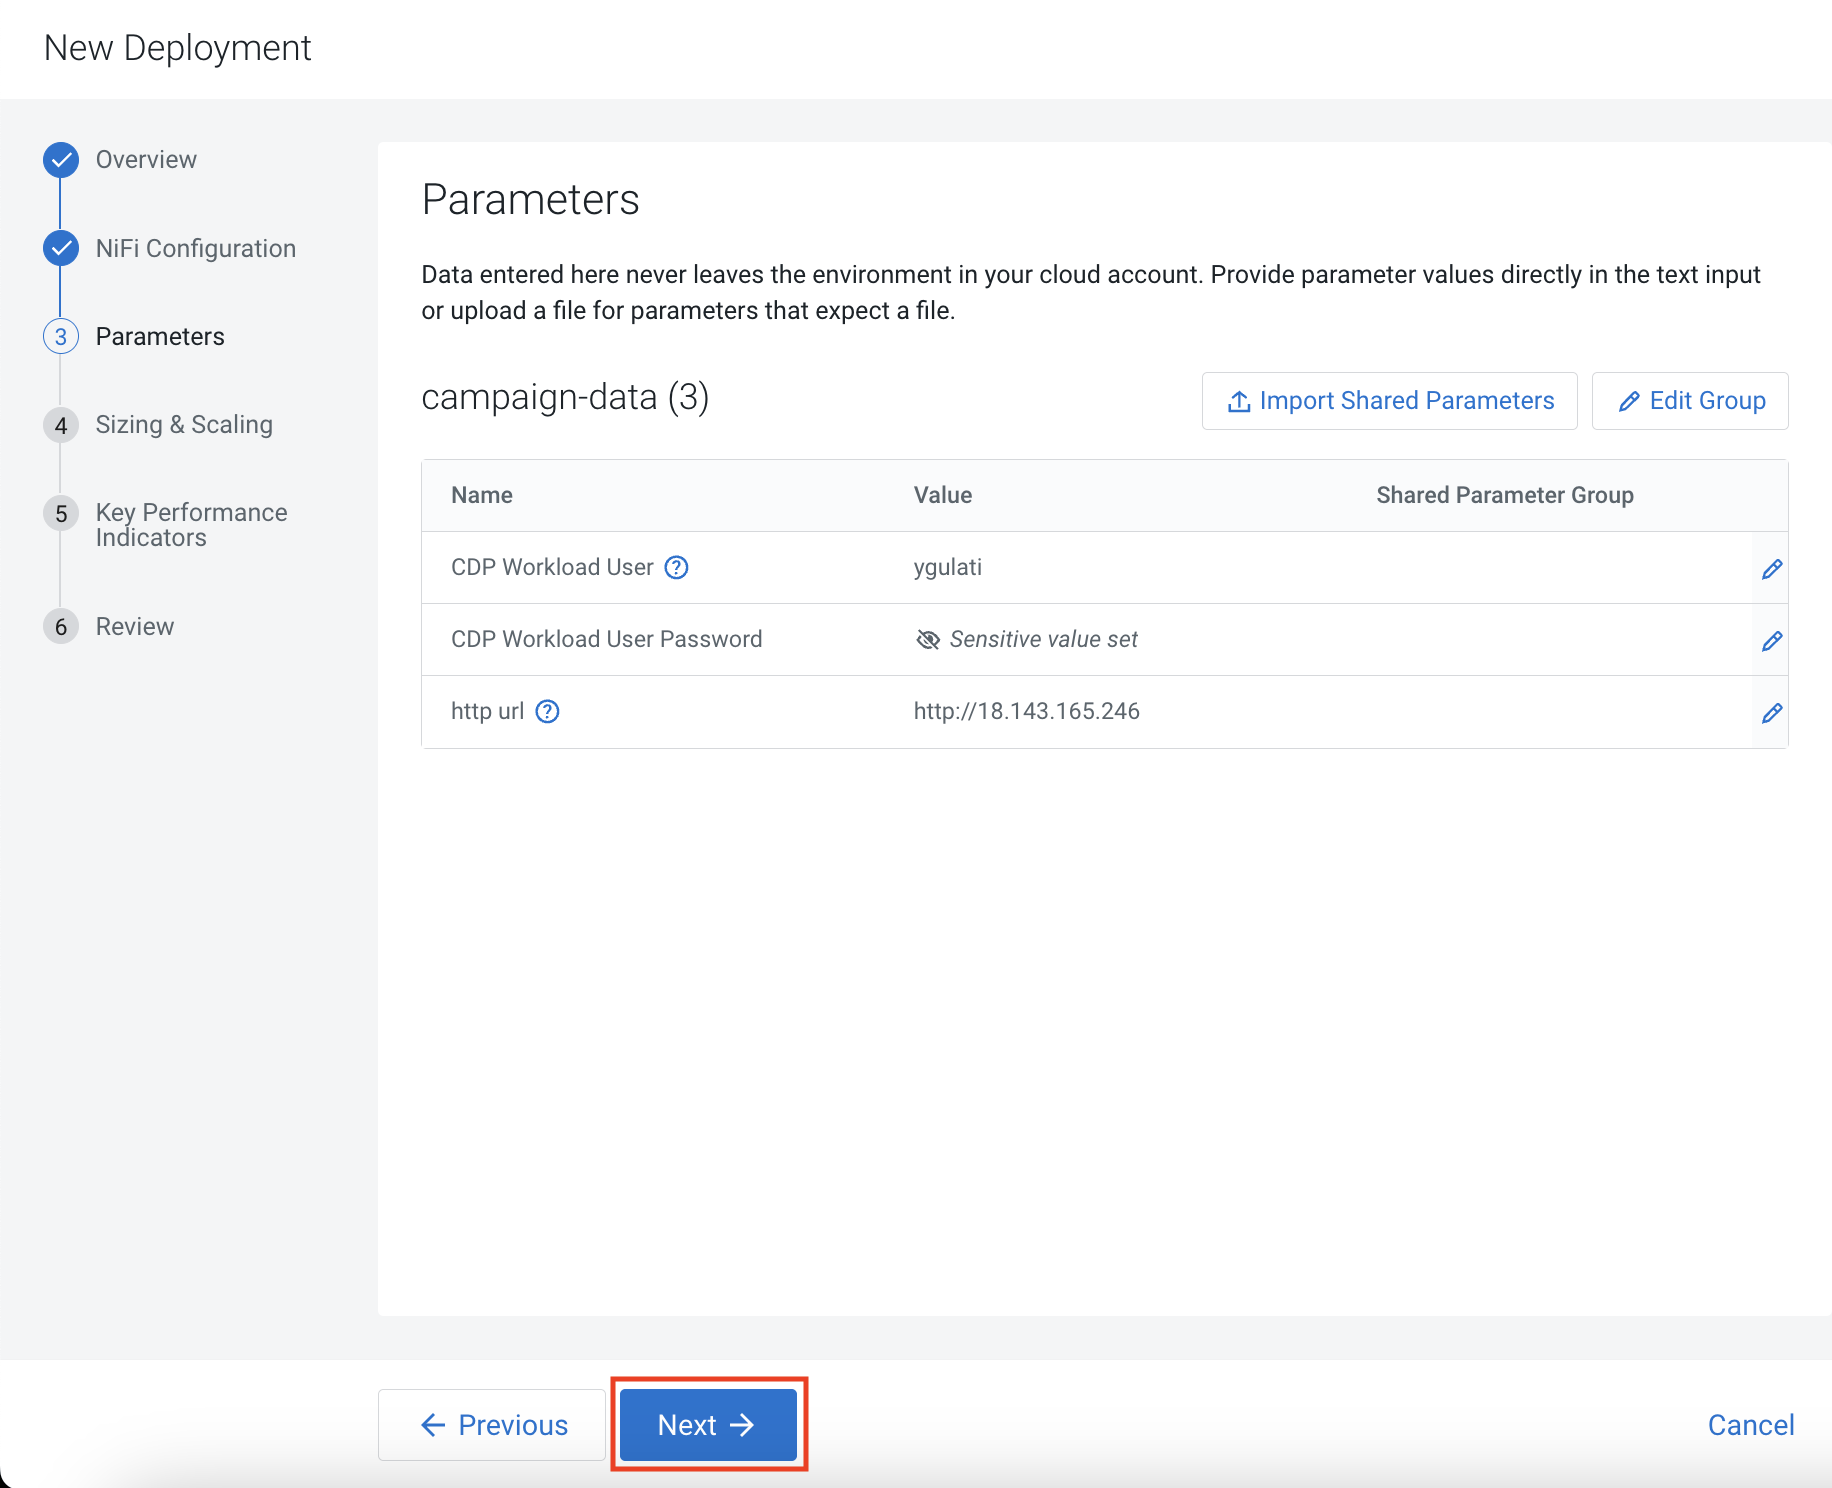 New Deployment
Overview
NiFi Configuration
3 Parameters
4 Sizing & Scaling
5 Key Performance
Indicators
6 Review
Parameters
Data entered here never leaves the environment in your cloud account. Provide parameter values directly in the text input
or upload a file for parameters that expect a file.
campaign-data (3)
Import Shared Parameters
Edit Group
Name Value Shared Parameter Group
CDP Workload User ? ygulati
CDP Workload User Password Sensitive value set
http url ? http://18.143.165.246
Previous
Next
Cancel